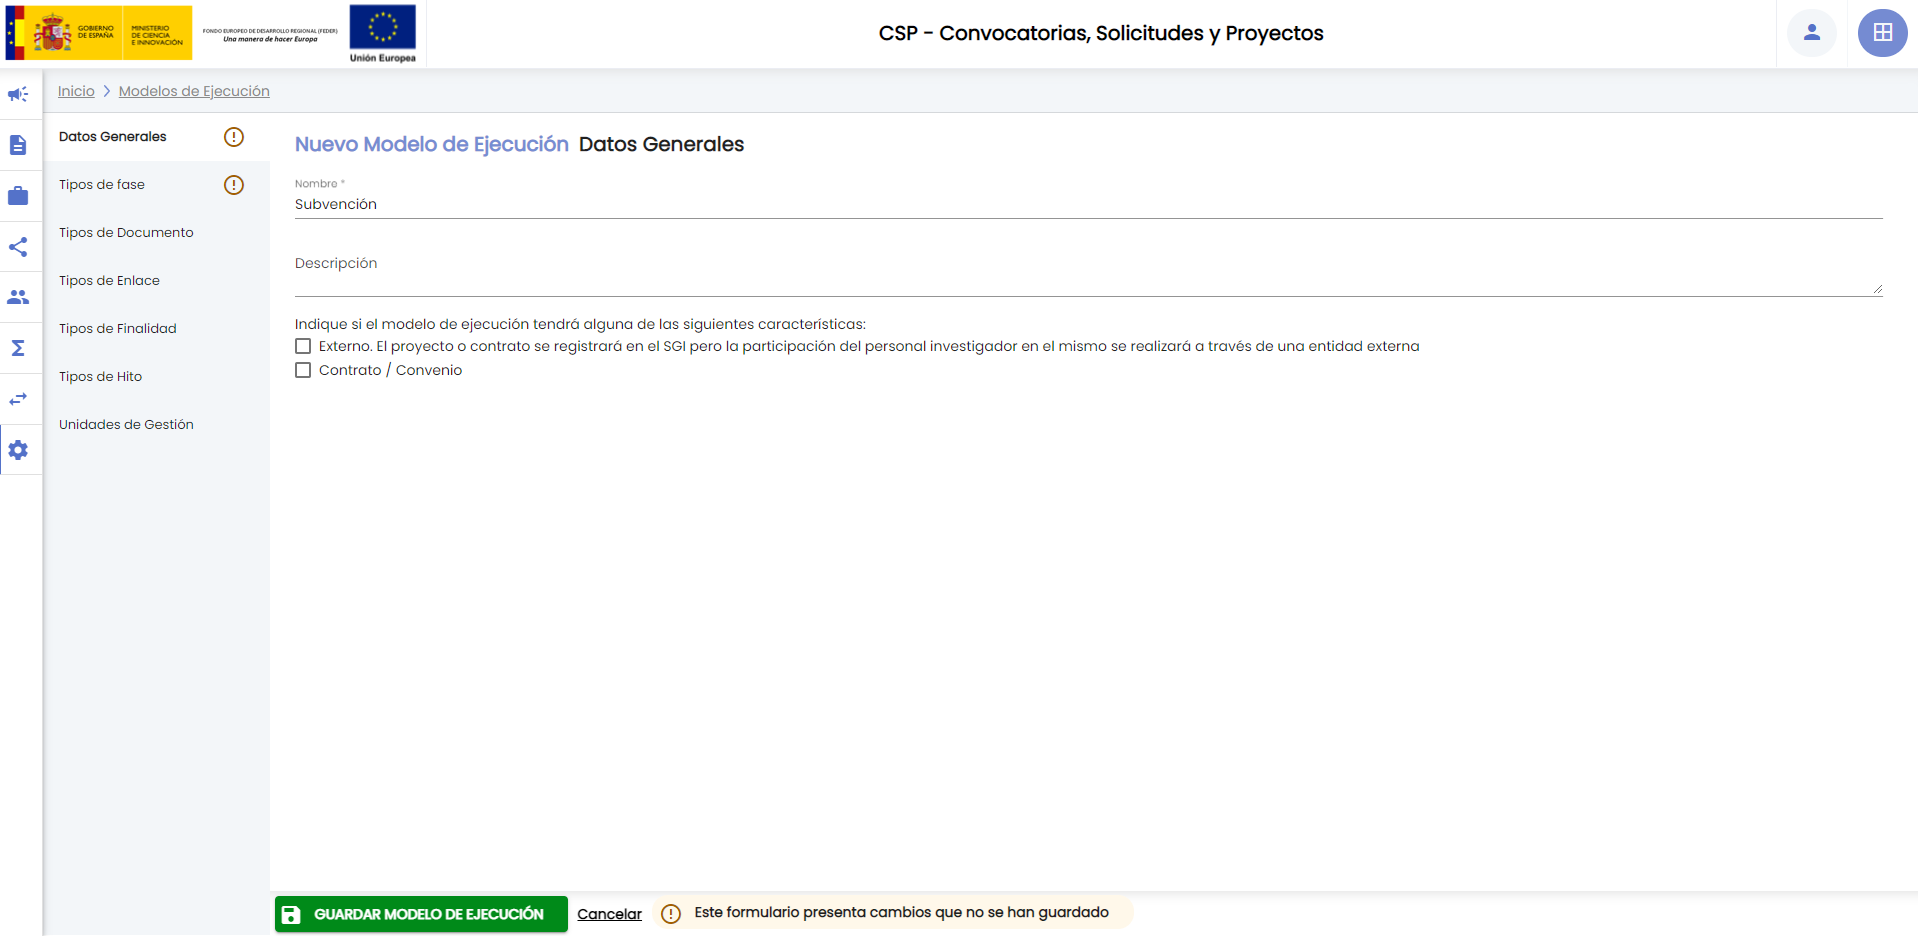 GOBIERNO
DE ESPAÑA
MINISTERIO
DE CIENCIA
E INNOVACIÓN
FONDO EUROPEO DE DESARROLLO REGIONAL (FEDER)
Una manera de hacer Europa
Unión Europea
CSP - Convocatorias, Solicitudes y Proyectos
Inicio > Modelos de Ejecución
Datos Generales
Tipos de fase
Tipos de Documento
Tipos de Enlace
Tipos de Finalidad
Tipos de Hito
Unidades de Gestión
Nuevo Modelo de Ejecución Datos Generales
Nombre *
Subvención
Descripción
Indique si el modelo de ejecución tendrá alguna de las siguientes características:
Externo. El proyecto o contrato se registrará en el SGI pero la participación del personal investigador en el mismo se realizará a través de una entidad externa
Contrato / Convenio
GUARDAR MODELO DE EJECUCIÓN
Cancelar
Este formulario presenta cambios que no se han guardado